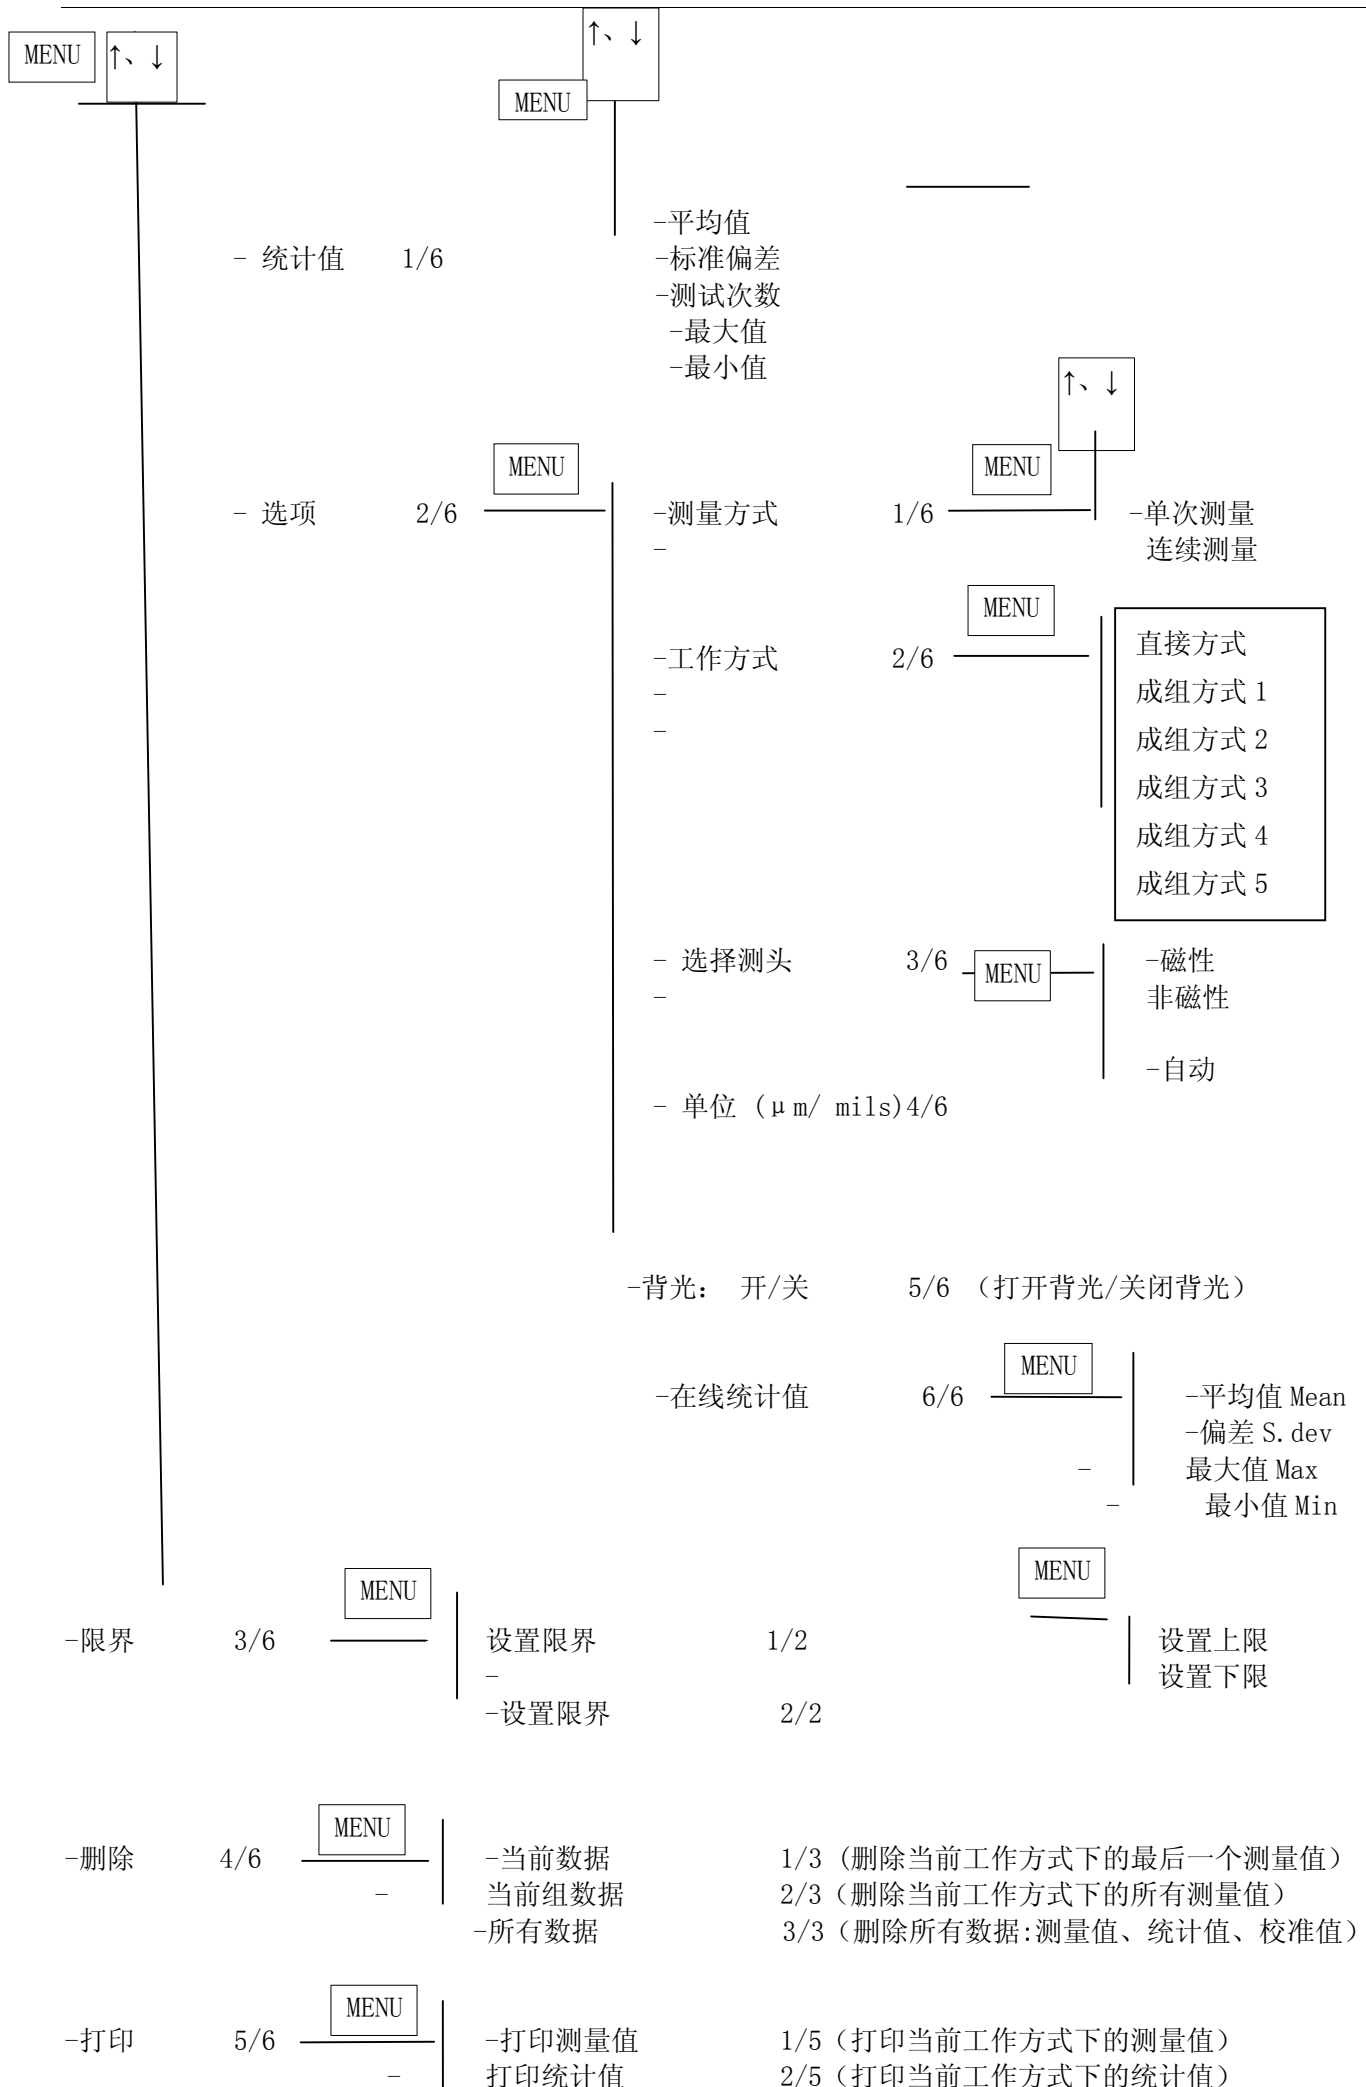 MENU ↑、↓ ↑、↓
MENU
-平均值
- 统计值 1/6 -标准偏差
-测试次数
-最大值
-最小值
↑、↓
MENU MENU
- 选项 2/6 -测量方式 1/6 -单次测量
- 连续测量
MENU
直接方式
-工作方式 2/6
- 成组方式 1
- 成组方式 2
成组方式 3
成组方式 4
成组方式 5
- 选择测头 3/6 MENU -磁性
- 非磁性
-自动
- 单位 (μm/ mils)4/6
-背光： 开/关 5/6 （打开背光/关闭背光）
MENU
-在线统计值 6/6 -平均值 Mean
-偏差 S.dev
- 最大值 Max
- 最小值 Min
MENU MENU
-限界 3/6 设置限界 1/2 设置上限
- 设置下限
-设置限界 2/2
MENU
-删除 4/6 -当前数据 1/3 (删除当前工作方式下的最后一个测量值）
- 当前组数据 2/3（删除当前工作方式下的所有测量值）
-所有数据 3/3（删除所有数据:测量值、统计值、校准值）
MENU
-打印 5/6 -打印测量值 1/5（打印当前工作方式下的测量值）
- 打印统计值 2/5（打印当前工作方式下的统计值）